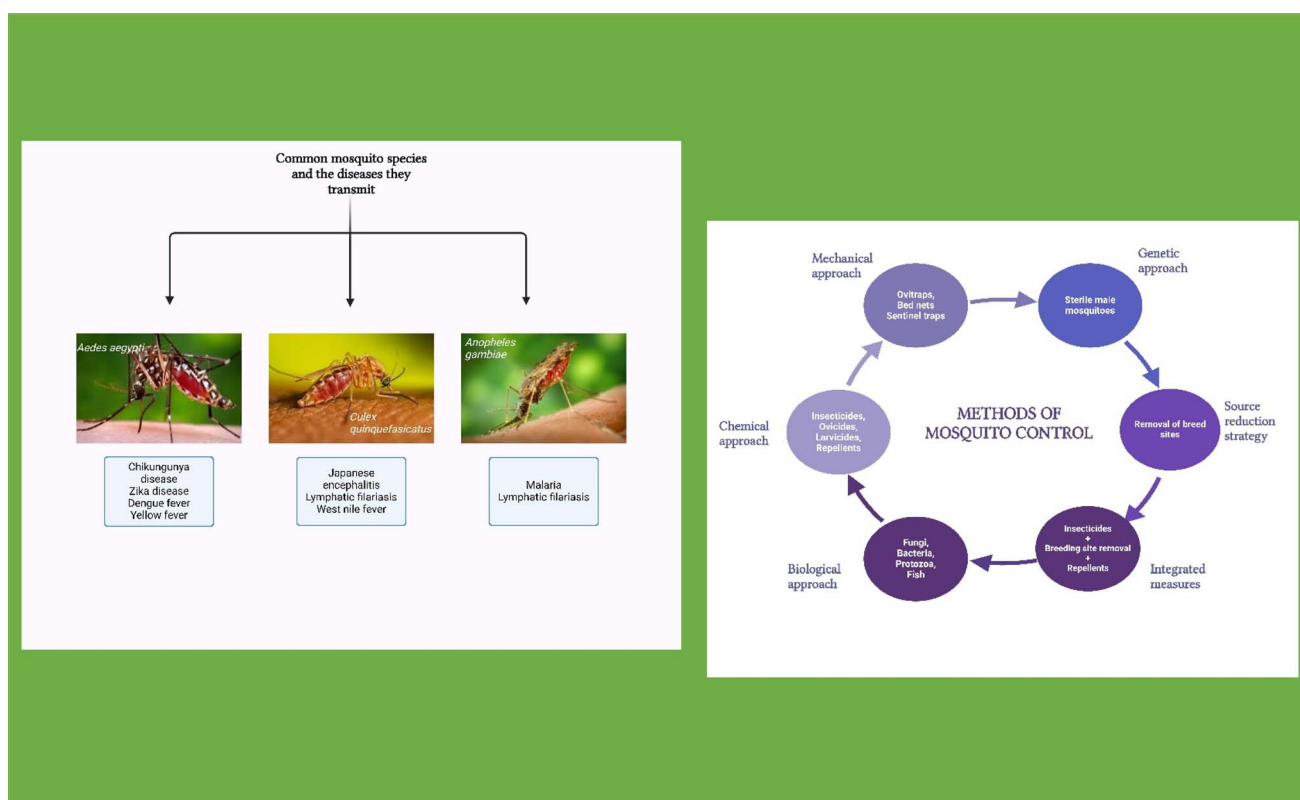 Common mosquito species
and the diseases they
transmit
Aedes aegypti
Culex
quinquefasicatus
Anopheles
gambiae
Chikungunya
disease
Zika disease
Dengue fever
Yellow fever
Japanese
encephalitis
Lymphatic filariasis
West nile fever
Malaria
Lymphatic filariasis
METHODS OF
MOSQUITO CONTROL
Mechanical
approach
Ovitraps,
Bed nets
Sentinel traps
Genetic
approach
Sterile male
mosquitoes
Source
reduction
strategy
Removal of breed
sites
Integrated
measures
Insecticides
+
Breeding site removal
+
Repellents
Biological
approach
Fungi,
Bacteria,
Protozoa,
Fish
Chemical
approach
Insecticides,
Ovicidas,
Larvicides,
Repellents